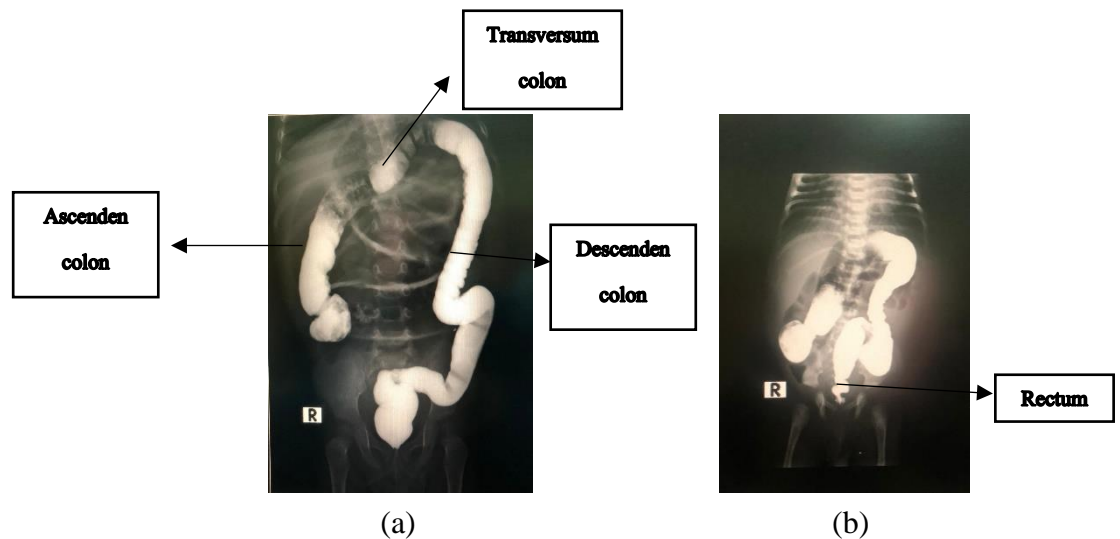 Transversum
colon
Ascenden
colon
Descenden
colon
R
R
Rectum
(a)
(b)